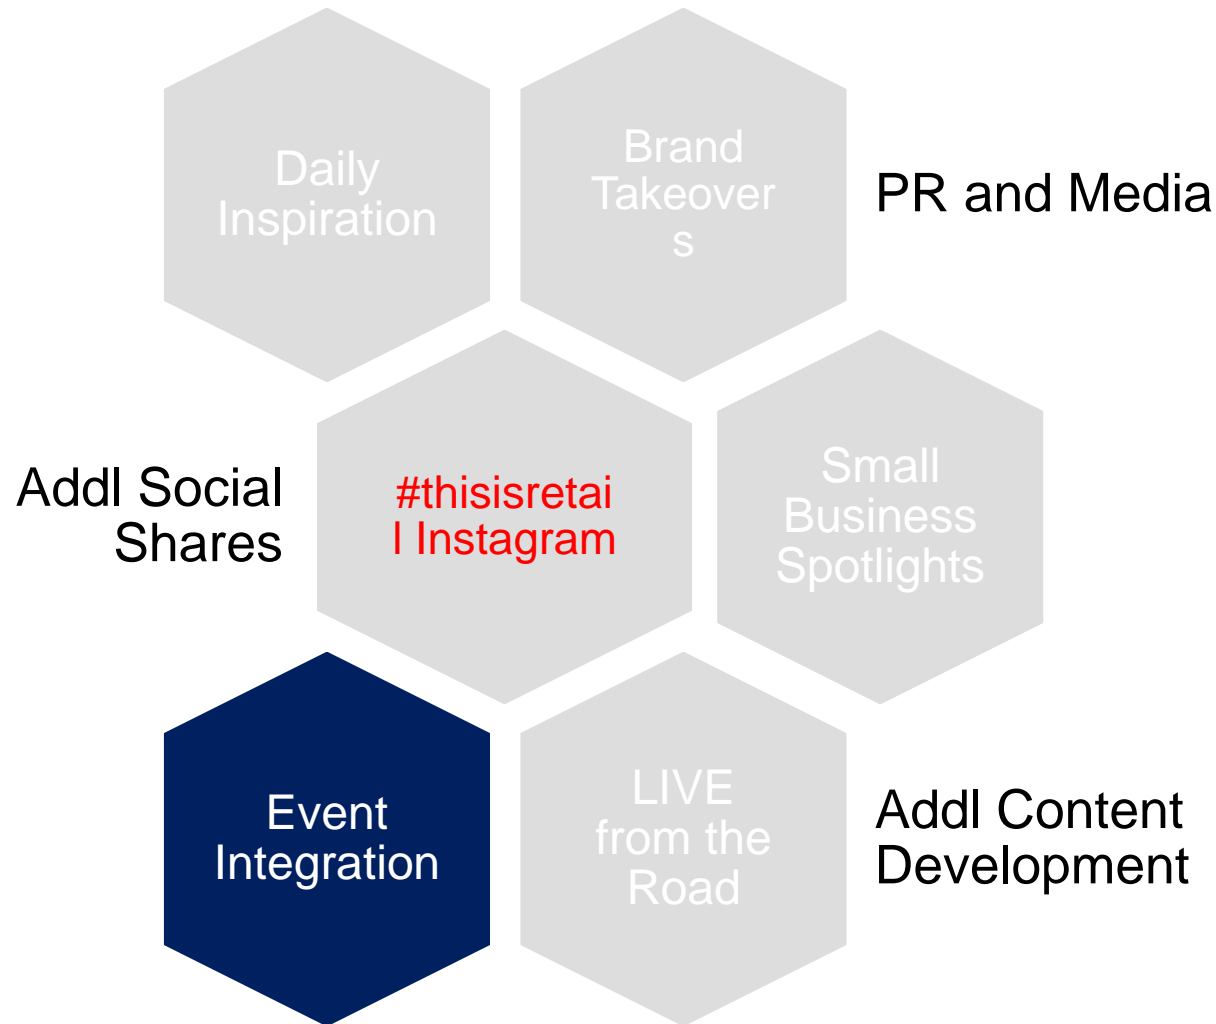 Daily
Inspiration
Brand
Takeover
s
PR and Media
Addl Social
Shares
#thisisretai
l Instagram
Small
Business
Spotlights
Event
Integration
LIVE
from the
Road
Addl Content
Development